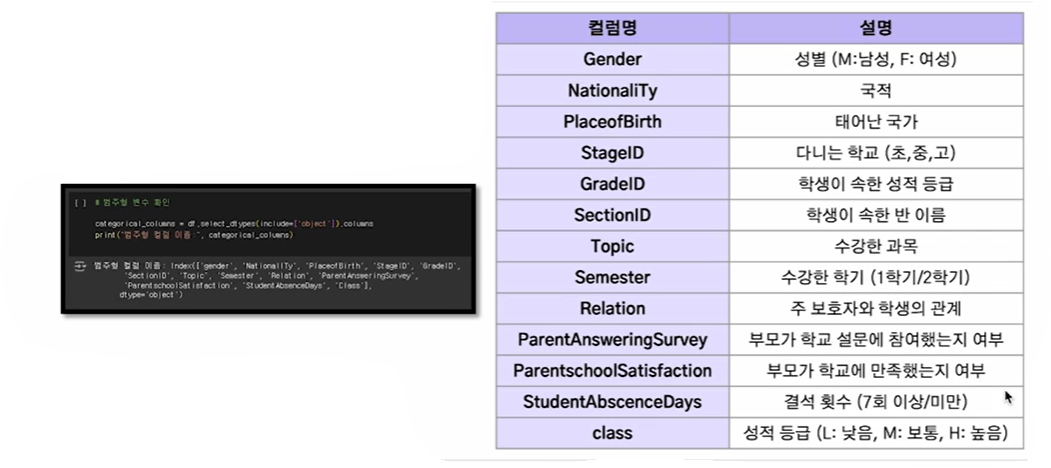 [ ] # 범주형 변수 확인
categorical_columns = df.select_dtypes(include=['object']).columns
print("범주형 컬럼 이름:", categorical_columns)
범주형 컬럼 이름: Index(['gender', 'NationalITy', 'PlaceofBirth', 'StageID', 'GradeID',
'SectionID', 'Topic', 'Semester', 'Relation', 'ParentAnsweringSurvey',
'ParentschoolSatisfaction', 'StudentAbsenceDays', 'Class'],
dtype='object')
컬럼명 설명
Gender 성별 (M:남성, F: 여성)
NationaliTy 국적
PlaceofBirth 태어난 국가
StageID 다니는 학교 (초,중,고)
GradeID 학생이 속한 성적 등급
SectionID 학생이 속한 반 이름
Topic 수강한 과목
Semester 수강한 학기 (1학기/2학기)
Relation 주 보호자와 학생의 관계
ParentAnsweringSurvey 부모가 학교 설문에 참여했는지 여부
ParentschoolSatisfaction 부모가 학교에 만족했는지 여부
StudentAbscenceDays 결석 횟수 (7회 이상/미만)
class 성적 등급 (L: 낮음, M: 보통, H: 높음)